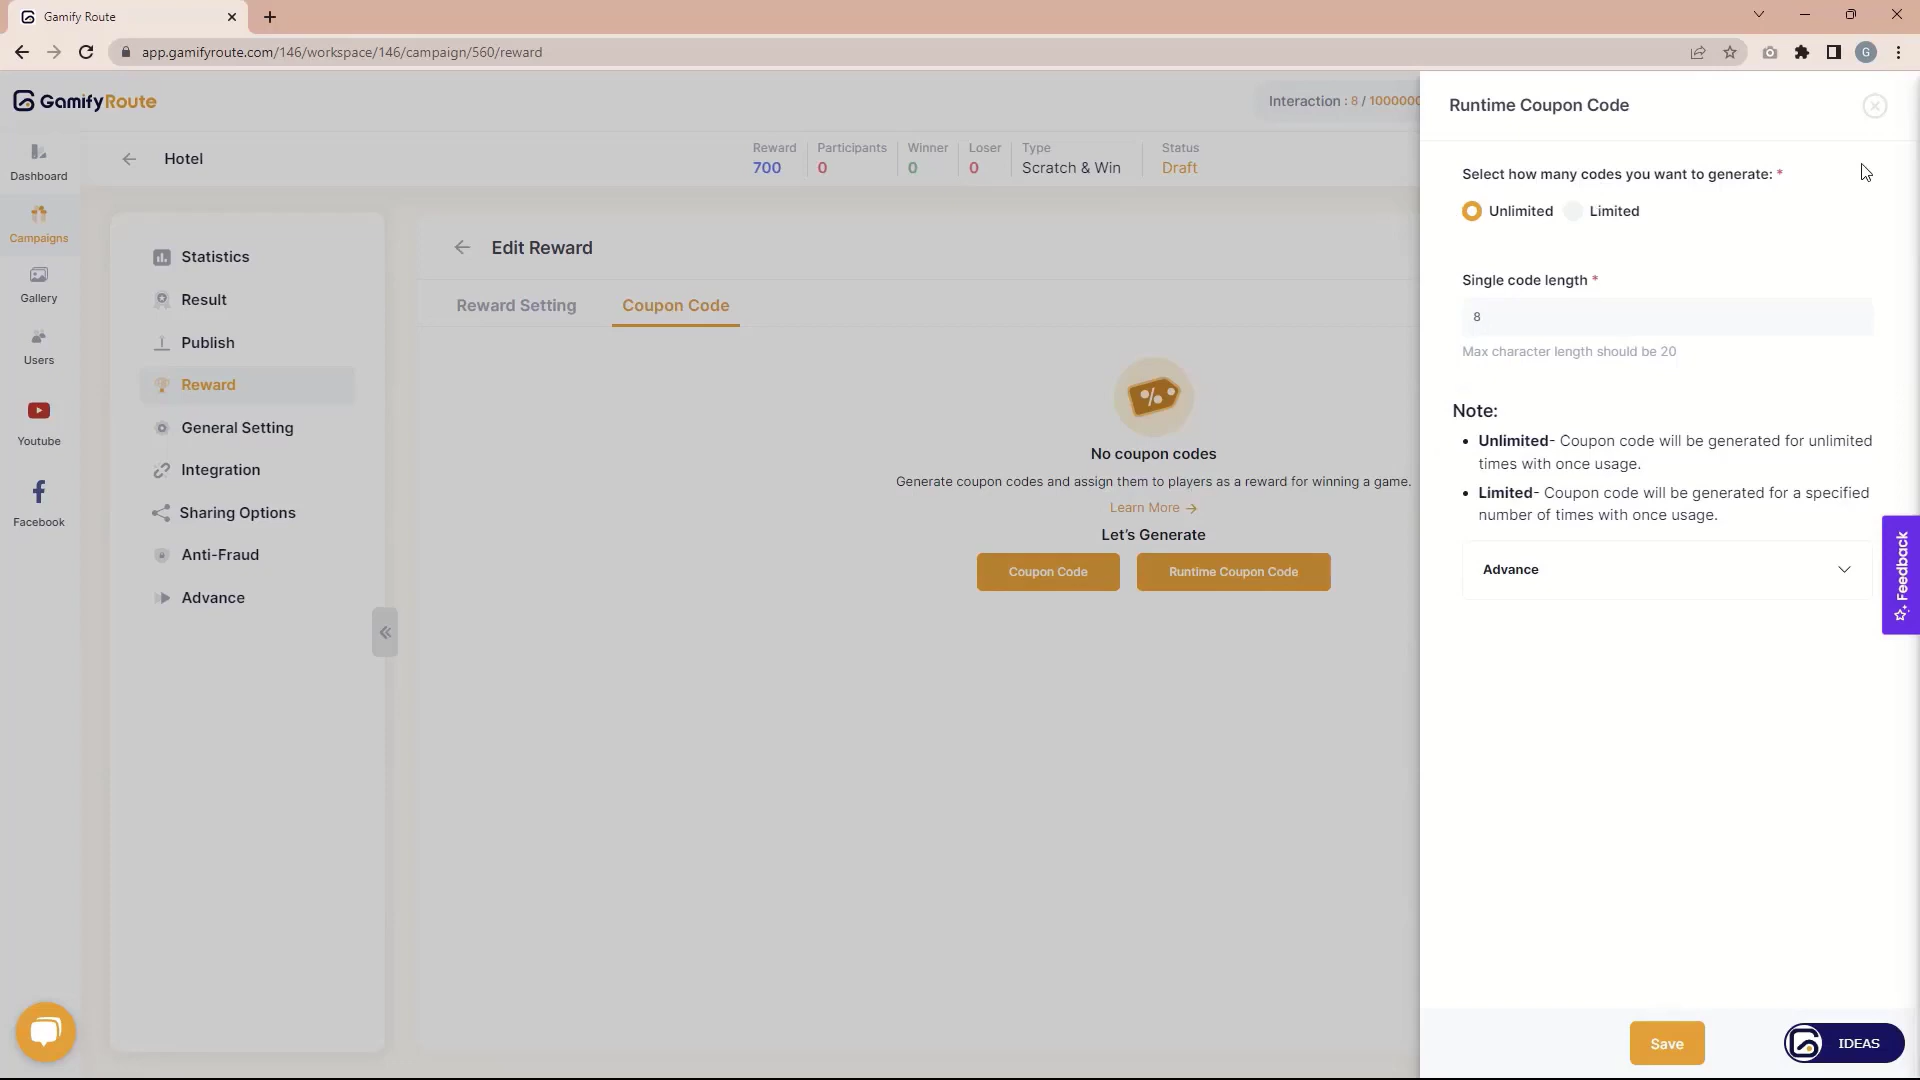 Gamify Route
app.gamifyroute.com/146/workspace/146/campaign/560/reward
G
GamifyRoute
Interaction : 8 / 1000000
Dashboard
Campaigns
Gallery
Users
Youtube
Facebook
Hotel
Reward
700
Participants
0
Winner
0
Loser
0
Type
Scratch & Win
Status
Draft
Statistics
Result
Publish
Reward
General Setting
Integration
Sharing Options
Anti-Fraud
Advance
Edit Reward
Reward Setting
Coupon Code
No coupon codes
Generate coupon codes and assign them to players as a reward for winning a game.
Learn More →
Let's Generate
Coupon Code
Runtime Coupon Code
Runtime Coupon Code
Select how many codes you want to generate: *
Unlimited
Limited
Single code length *
8
Max character length should be 20
Note:
• Unlimited- Coupon code will be generated for unlimited
times with once usage.
• Limited- Coupon code will be generated for a specified
number of times with once usage.
Advance
Feedback
Save
IDEAS